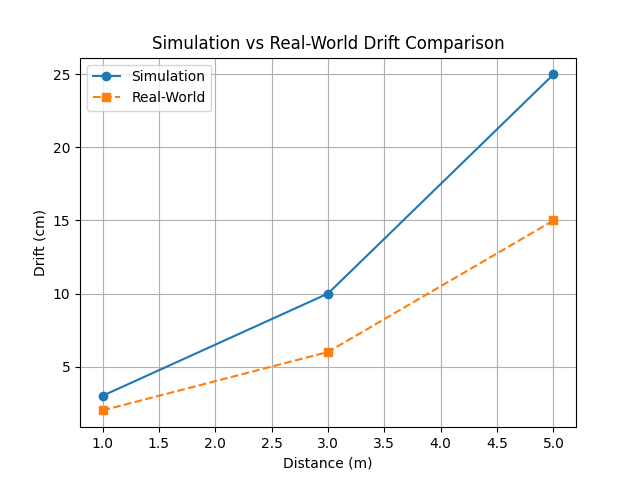 Simulation vs Real-World Drift Comparison
Simulation
Real-World
25
20
15
10
5
Drift (cm)
1.0 1.5 2.0 2.5 3.0 3.5 4.0 4.5 5.0
Distance (m)